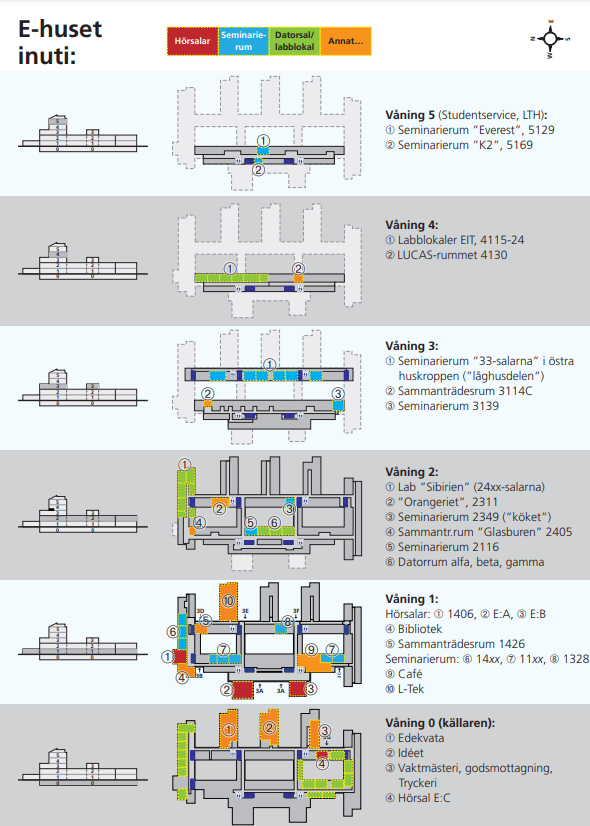 E-huset
inuti:
Hörsalar
Seminarie-
rum
Datorsal/
labblokal
Annat...
N
E
S
W
Våning 5 (Studentservice, LTH):
① Seminarierum ”Everest”, 5129
② Seminarierum ”K2”, 5169
Våning 4:
① Labblokaler EIT, 4115-24
② LUCAS-rummet 4130
Våning 3:
① Seminarierum ”33-salarna” i östra
huskroppen (”låghusdelen”)
② Sammanträdesrum 3114C
③ Seminarierum 3139
Våning 2:
① Lab ”Sibirien” (24xx-salarna)
② ”Orangeriet”, 2311
③ Seminarierum 2349 (”köket”)
④ Sammantr.rum ”Glasburen” 2405
⑤ Seminarierum 2116
⑥ Datorrum alfa, beta, gamma
Våning 1:
Hörsalar: ① 1406, ② E:A, ③ E:B
④ Bibliotek
⑤ Sammanträdesrum 1426
Seminarierum: ⑥ 14xx, ⑦ 11xx, ⑧ 1328
⑨ Café
⑩ L-Tek
3D
3E
3F
3B
3A
3A
Våning 0 (källaren):
① Edekvata
② Idéet
③ Vaktmästeri, godsmottagning,
Tryckeri
④ Hörsal E:C